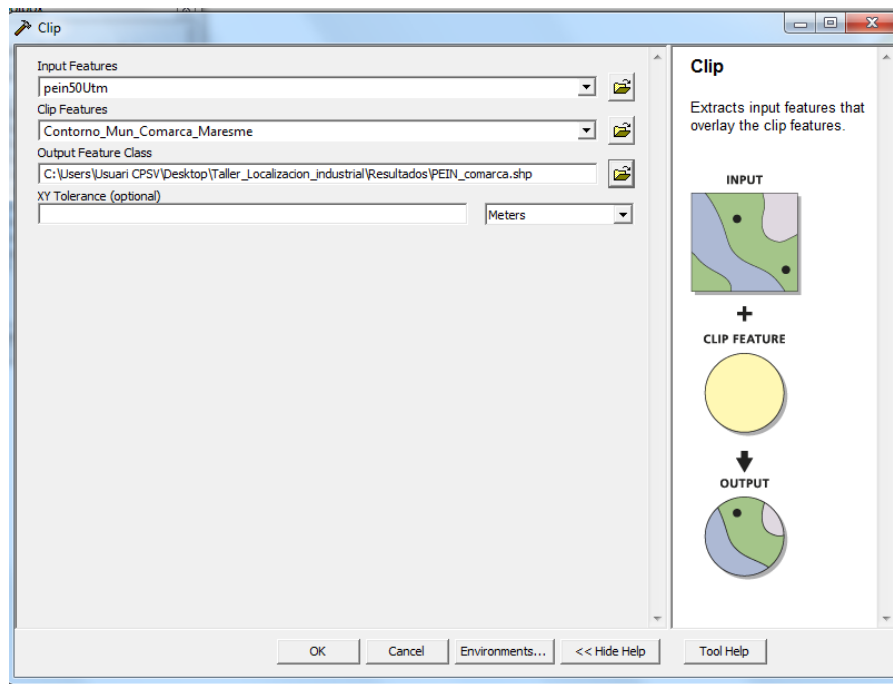 Clip
Input Features
pein50Utm
Clip Features
Contorno_Mun_Comarca_Maresme
Output Feature Class
C:\Users\Usuari CPSV\Desktop\Taller_Localizacion_industrial\Resultados\PEIN_comarca.shp
XY Tolerance (optional)
Meters
Clip
Extracts input features that
overlay the clip features.
INPUT
+
CLIP FEATURE
OUTPUT
OK
Cancel
Environments...
<< Hide Help
Tool Help